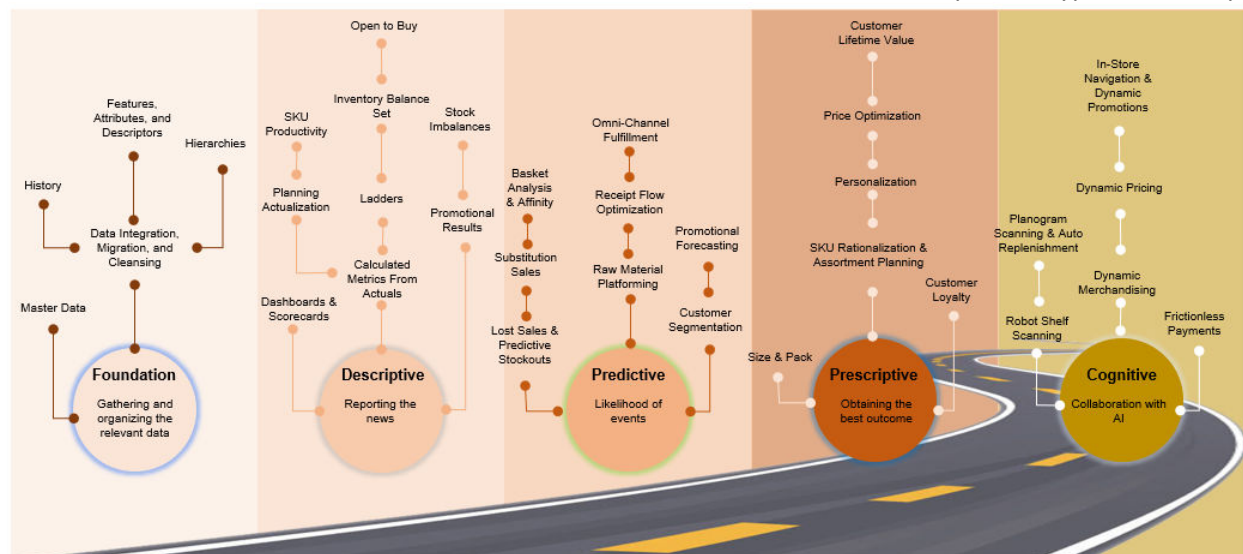 Features,
Attributes, and
Descriptors
Hierarchies
History
Data Integration,
Migration, and
Cleansing
Master Data
Foundation
Gathering and
organizing the
relevant data
Open to Buy
Inventory Balance
Set
SKU
Productivity
Stock
Imbalances
Planning
Actualization
Ladders
Promotional
Results
Calculated
Metrics From
Actuals
Dashboards &
Scorecards
Descriptive
Reporting the
news
Omni-Channel
Fulfillment
Basket
Analysis
& Affinity
Receipt Flow
Optimization
Promotional
Forecasting
Substitution
Sales
Raw Material
Platforming
Lost Sales &
Predictive
Stockouts
Customer
Segmentation
Predictive
Likelihood of
events
Customer
Lifetime Value
Price Optimization
Personalization
SKU Rationalization &
Assortment Planning
Customer
Loyalty
Size & Pack
Prescriptive
Obtaining the
best outcome
In-Store
Navigation &
Dynamic
Promotions
Dynamic Pricing
Planogram
Scanning & Auto
Replenishment
Dynamic
Merchandising
Robot Shelf
Scanning
Frictionless
Payments
Cognitive
Collaboration with
AI